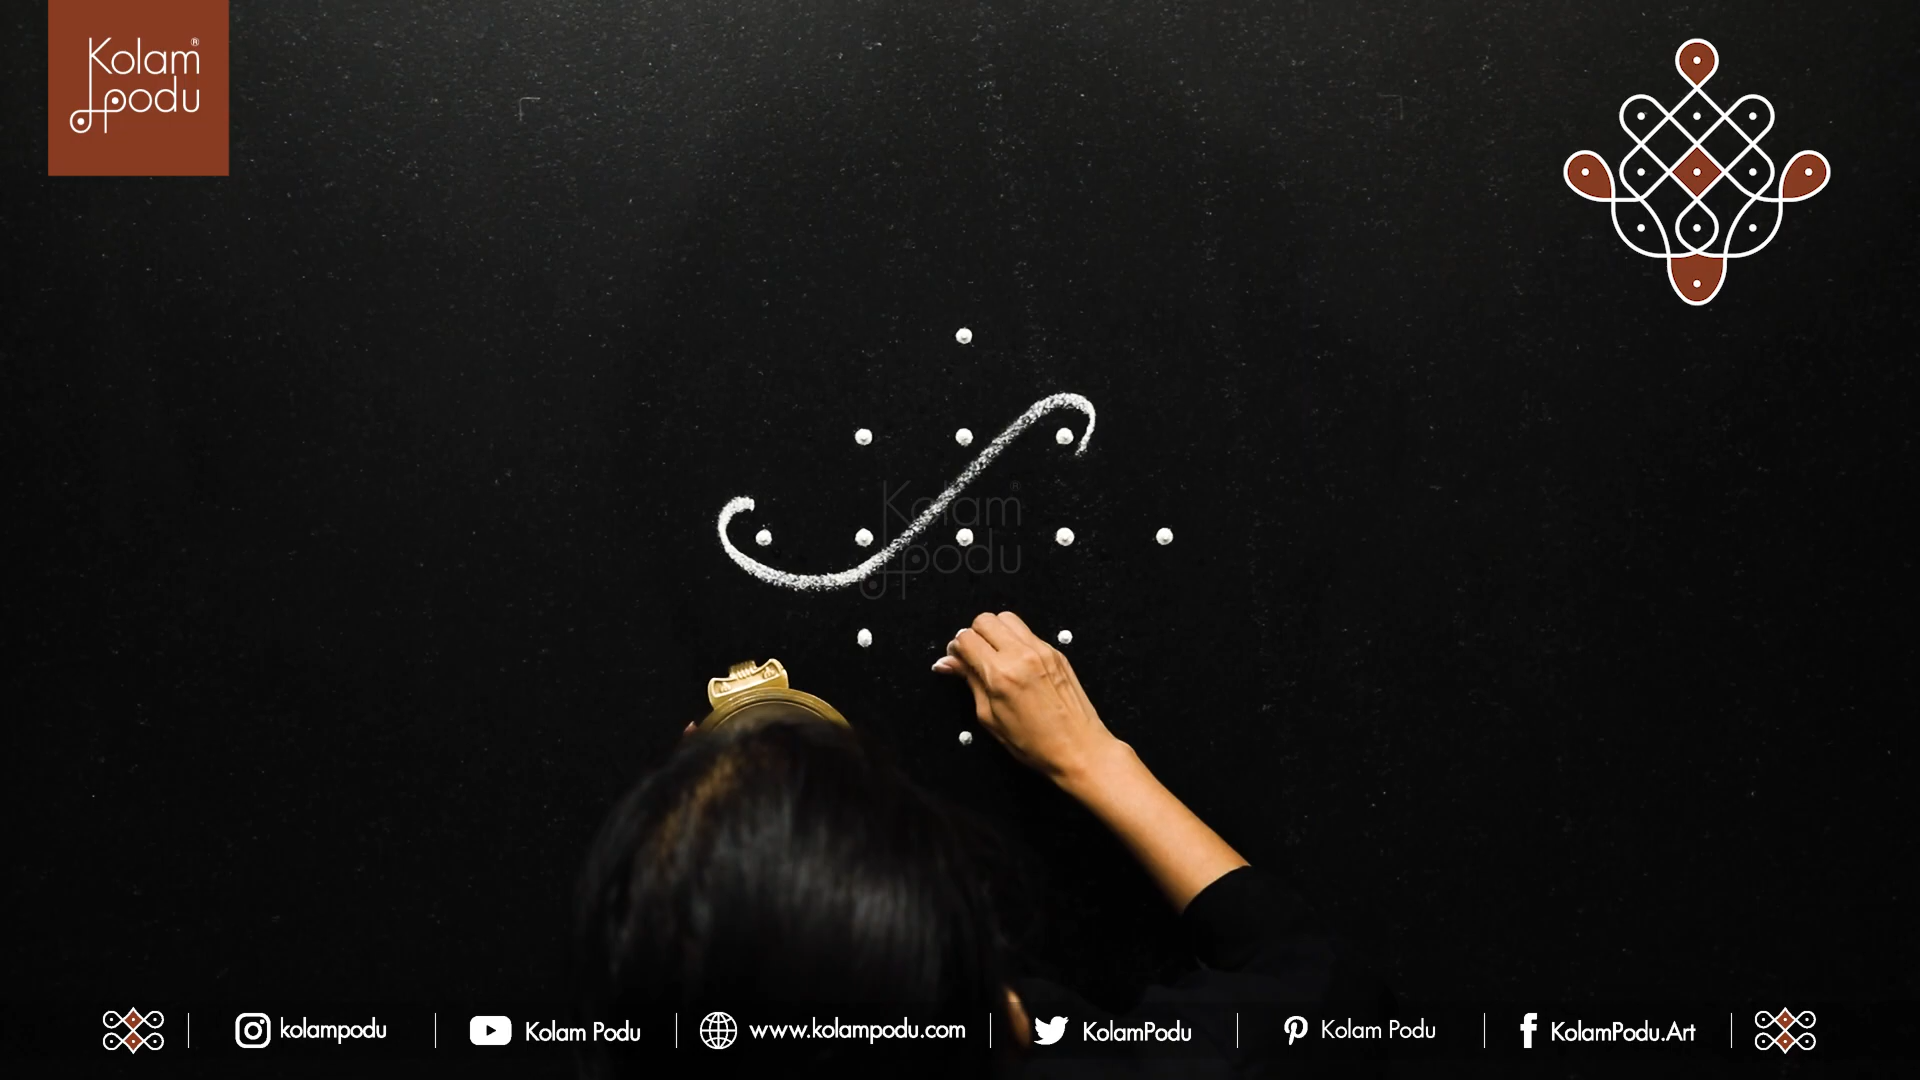 Kolam®
podu
Kolam®
podu
kolampodu
Kolam Podu
www.kolampodu.com
KolamPodu
Kolam Podu
KolamPodu.Art